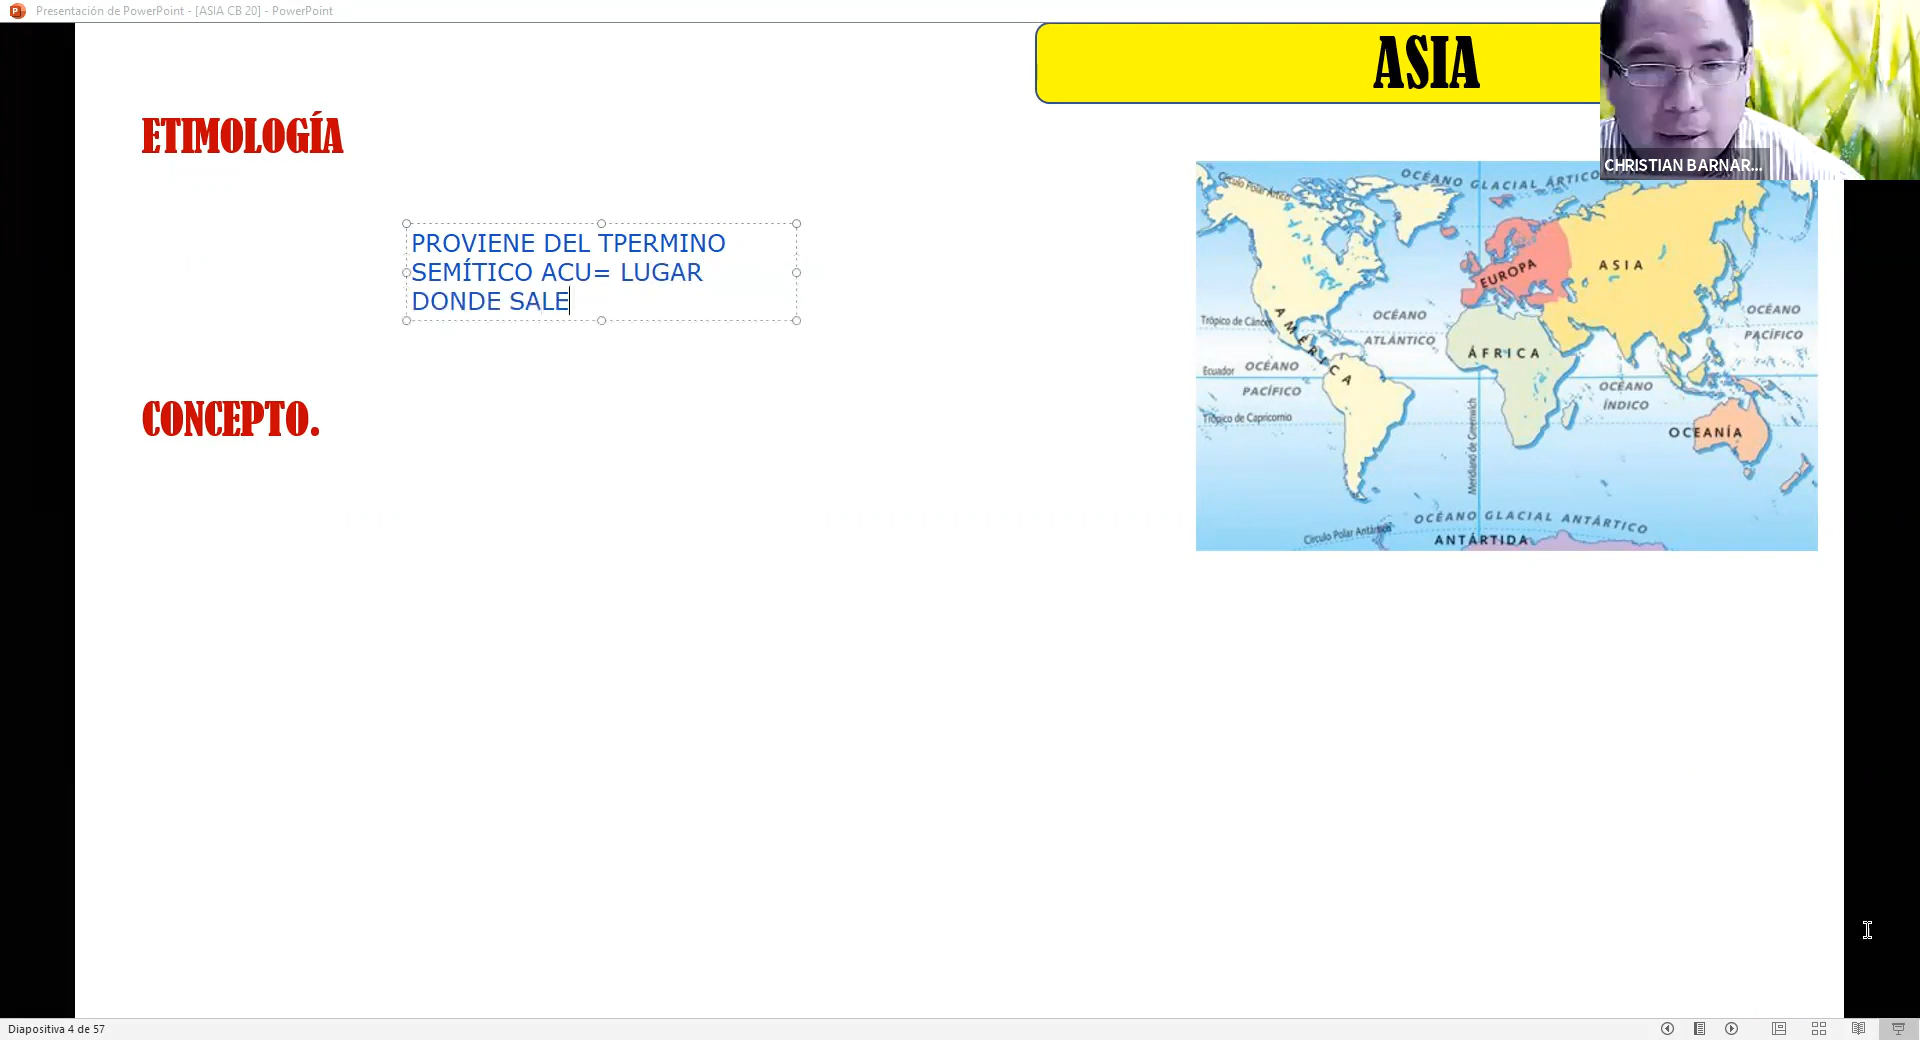 Presentación de PowerPoint - [ASIA CB 20] - PowerPoint
ASIA
CHRISTIAN BARNAR...
ETIMOLOGÍA
PROVIENE DEL TPERMINO
SEMÍTICO ACU= LUGAR
DONDE SALE
CONCEPTO.
OCÉANO GLACIAL ÁRTICO
Círculo Polar Ártico
EUROPA
ASIA
OCÉANO
PACÍFICO
Trópico de Cáncer
AMÉRICA
OCÉANO
ATLÁNTICO
ÁFRICA
Ecuador
OCÉANO
PACÍFICO
OCÉANO
ÍNDICO
Trópico de Capricornio
Meridiano de Greenwich
OCEANÍA
OCÉANO GLACIAL ANTÁRTICO
Círculo Polar Antártico
ANTÁRTIDA
Diapositiva 4 de 57